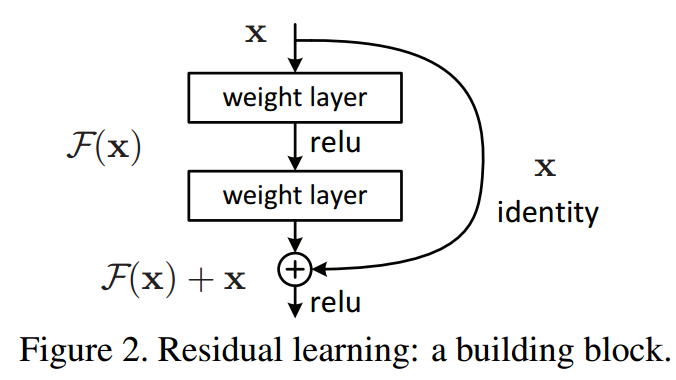 x
weight layer
F(x)
relu
x
weight layer
identity
F(x) + x
+
relu
Figure 2. Residual learning: a building block.